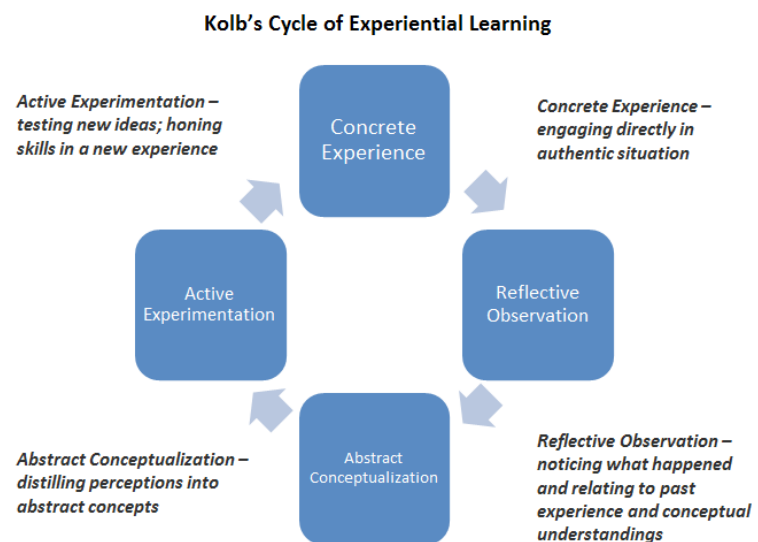 Kolb's Cycle of Experiential Learning
Active Experimentation –
testing new ideas; honing
skills in a new experience
Concrete
Experience
Concrete Experience –
engaging directly in
authentic situation
Active
Experimentation
Reflective
Observation
Abstract Conceptualization –
distilling perceptions into
abstract concepts
Abstract
Conceptualization
Reflective Observation –
noticing what happened
and relating to past
experience and conceptual
understandings